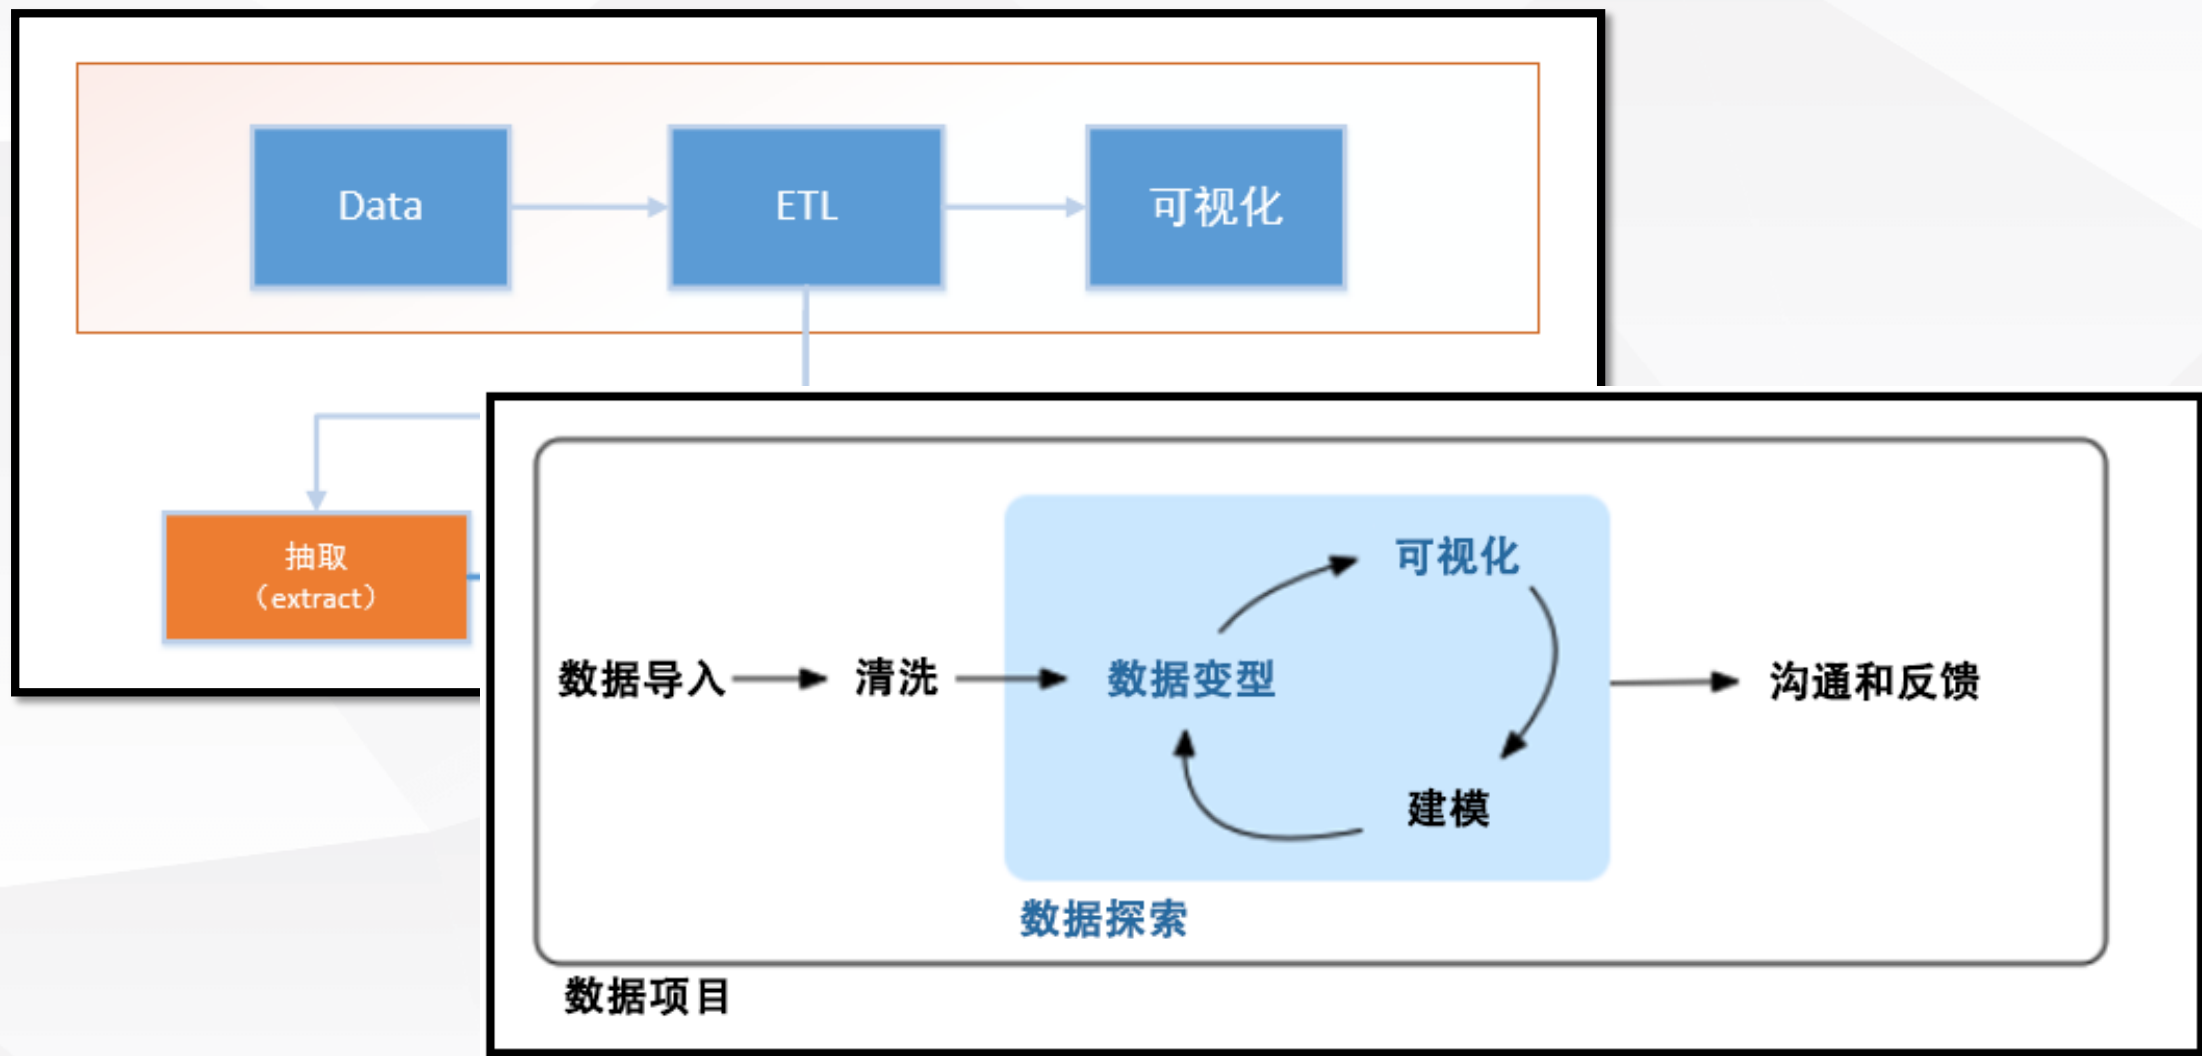 Data
ETL
可视化
抽取
（extract）
可视化
数据导入
清洗
数据变型
沟通和反馈
建模
数据探索
数据项目